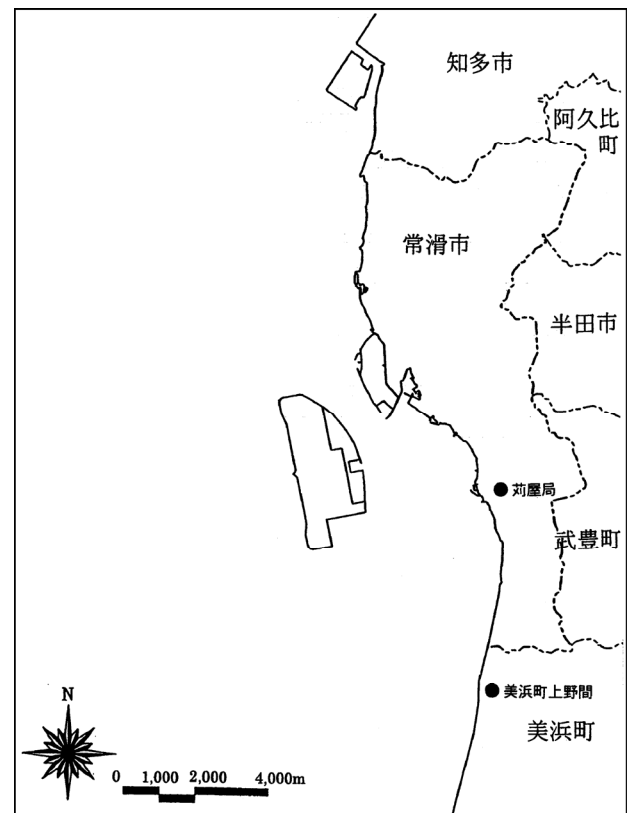 知多市
阿久比
町
常滑市
半田市
苅屋局
武豊町
美浜町上野間
美浜町
N
0 1,000 2,000 4,000m